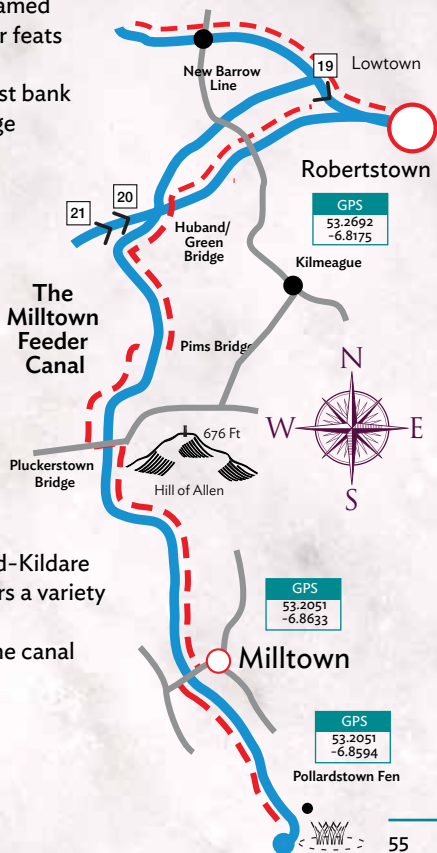 amed
r feats
st bank
ge
New Barrow
Line
19
Lowtown
Robertstown
GPS
53.2692
-6.8175
20
21
Huband/
Green
Bridge
Kilmeague
The
Milltown
Feeder
Canal
Pims Bridge
N
W
E
S
676 Ft
Hill of Allen
Pluckerstown
Bridge
d-Kildare
rs a variety
ne canal
GPS
53.2051
-6.8633
Milltown
GPS
53.2051
-6.8594
Pollardstown Fen
55